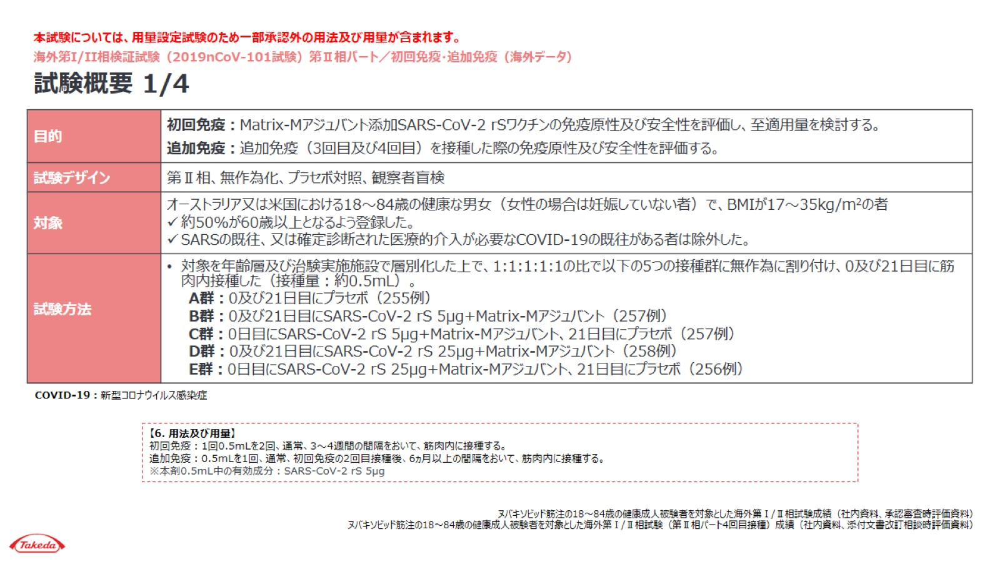 本試験については、用量設定試験のため一部承認外の用法及び用量が含まれます。
海外第I/II相検証試験（2019nCoV-101試験）第Ⅱ相パート／初回免疫･追加免疫（海外データ）
試験概要 1/4
目的
初回免疫：Matrix-Mアジュバント添加SARS-CoV-2 rSワクチンの免疫原性及び安全性を評価し、至適用量を検討する。
追加免疫：追加免疫（3回目及び4回目）を接種した際の免疫原性及び安全性を評価する。
試験デザイン
第Ⅱ相、無作為化、プラセボ対照、観察者盲検
対象
オーストラリア又は米国における18～84歳の健康な男女（女性の場合は妊娠していない者）で、BMIが17～35kg/m²の者
✓約50%が60歳以上となるよう登録した。
✓SARSの既往、又は確定診断された医療的介入が必要なCOVID-19の既往がある者は除外した。
試験方法
• 対象を年齢層及び治験実施施設で層別化した上で、1:1:1:1:1の比で以下の5つの接種群に無作為に割り付け、0及び21日目に筋
肉内接種した（接種量：約0.5mL）。
A群：0及び21日目にプラセボ（255例）
B群：0及び21日目にSARS-CoV-2 rS 5μg+Matrix-Mアジュバント（257例）
C群：0日目にSARS-CoV-2 rS 5μg+Matrix-Mアジュバント、21日目にプラセボ（257例）
D群：0及び21日目にSARS-CoV-2 rS 25μg+Matrix-Mアジュバント（258例）
E群：0日目にSARS-CoV-2 rS 25μg+Matrix-Mアジュバント、21日目にプラセボ（256例）
COVID-19：新型コロナウイルス感染症
【6. 用法及び用量】
初回免疫：1回0.5mLを2回、通常、3～4週間の間隔をおいて、筋肉内に接種する。
追加免疫：0.5mLを1回、通常、初回免疫の2回目接種後、6ヵ月以上の間隔をおいて、筋肉内に接種する。
※本剤0.5mL中の有効成分：SARS-CoV-2 rS 5μg
ヌバキソビッド筋注の18～84歳の健康成人被験者を対象とした海外第Ⅰ/Ⅱ相試験成績（社内資料、承認審査時評価資料）
ヌバキソビッド筋注の18～84歳の健康成人被験者を対象とした海外第Ⅰ/Ⅱ相試験（第Ⅱ相パート4回目接種）成績（社内資料、添付文書改訂相談時評価資料）
Takeda